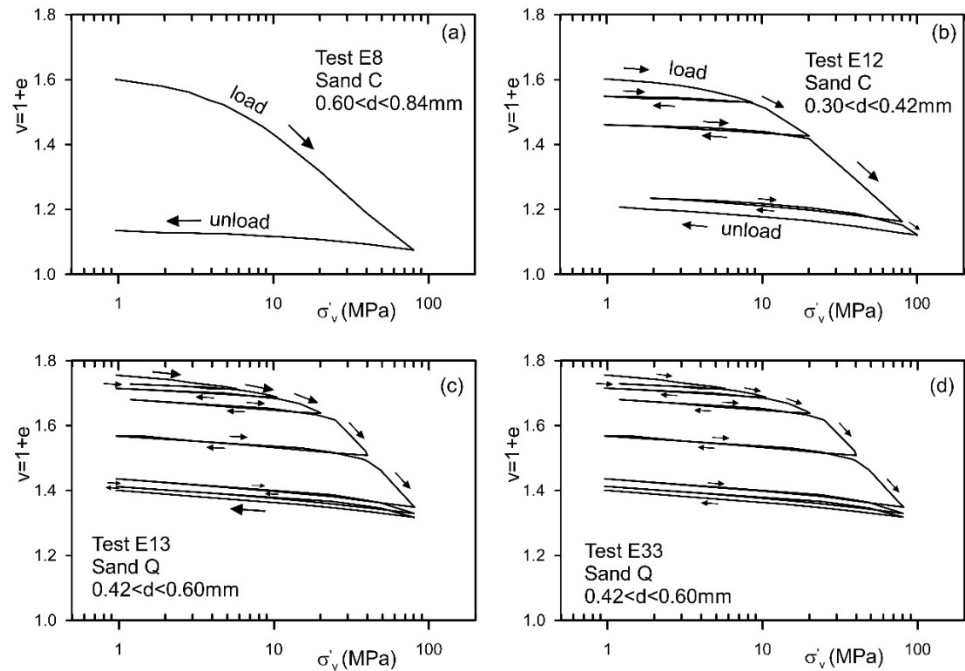 (a)
Test E8
Sand C
0.60<d<0.84mm
load
unload
v=1+e
1.8
1.6
1.4
1.2
1.0
1
10
100
σ'v (MPa)
(b)
Test E12
Sand C
0.30<d<0.42mm
load
unload
v=1+e
1.8
1.6
1.4
1.2
1.0
1
10
100
σ'v (MPa)
(c)
Test E13
Sand Q
0.42<d<0.60mm
v=1+e
1.8
1.6
1.4
1.2
1.0
1
10
100
σ'v (MPa)
(d)
Test E33
Sand Q
0.42<d<0.60mm
v=1+e
1.8
1.6
1.4
1.2
1.0
1
10
100
σ'v (MPa)